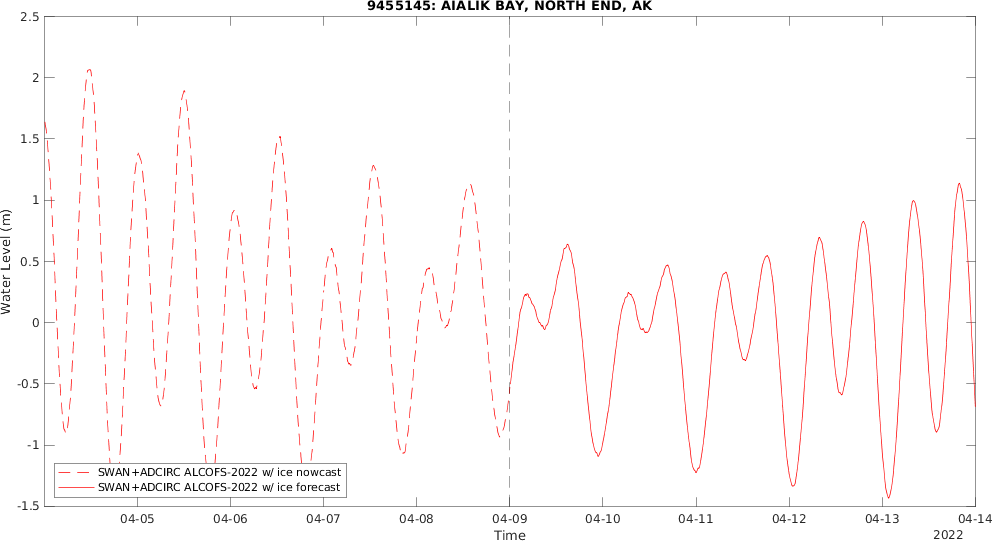 9455145: AIALIK BAY, NORTH END, AK
2.5
2
1.5
1
0.5
0
-0.5
-1
-1.5
Water Level (m)
SWAN+ADCIRC ALCOFS-2022 w/ ice nowcast
SWAN+ADCIRC ALCOFS-2022 w/ ice forecast
04-05 04-06 04-07 04-08 04-09 04-10 04-11 04-12 04-13 04-14
Time
2022